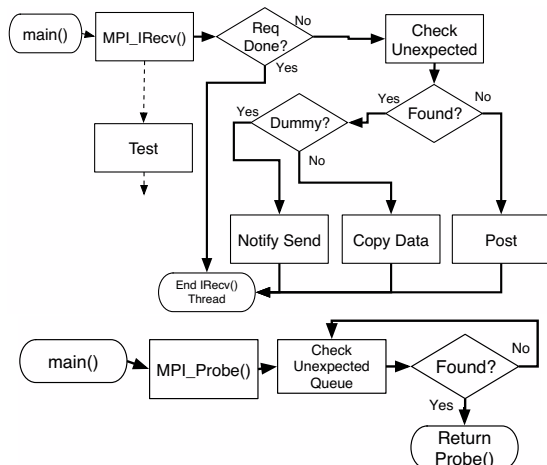 main()
MPI_IRecv()
Req
Done?
No
Yes
Check
Unexpected
Test
Found?
Yes
No
Dummy?
Yes
No
Notify Send
Copy Data
Post
End IRecv()
Thread
main()
MPI_Probe()
Check
Unexpected
Queue
Found?
No
Yes
Return
Probe()